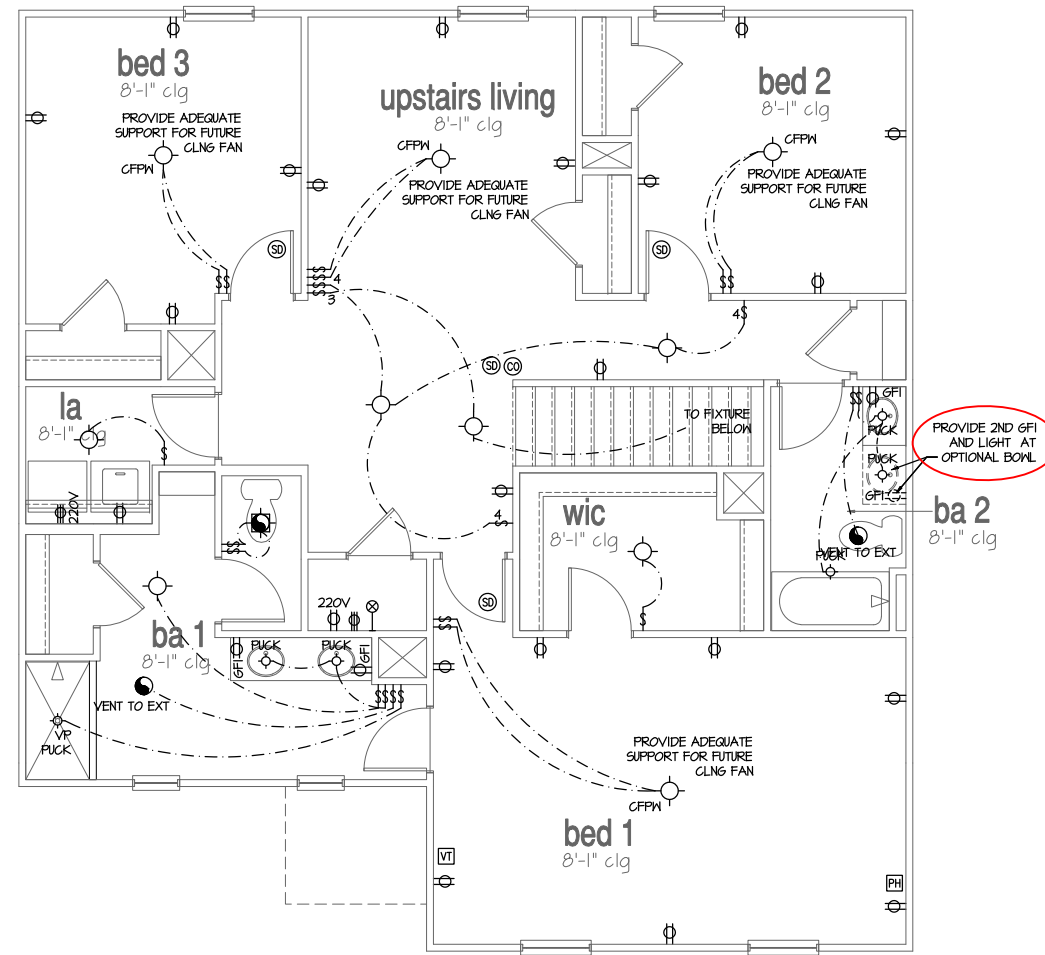 bed 3
8'-1" clg
PROVIDE ADEQUATE
SUPPORT FOR FUTURE
CLNG FAN
CFPW
upstairs living
8'-1" clg
CFPW
PROVIDE ADEQUATE
SUPPORT FOR FUTURE
CLNG FAN
bed 2
8'-1" clg
CFPW
PROVIDE ADEQUATE
SUPPORT FOR FUTURE
CLNG FAN
SD
SD
$$
$
$
$
4
$
3
$$
4$
SD
CO
la
8'-1" clg
$
220V
TO FIXTURE
BELOW
$$
GFI
PUCK
PUCK
GFI
PROVIDE 2ND GFI
AND LIGHT AT
OPTIONAL BOWL
ba 2
8'-1" clg
VENT TO EXT
PUCK
wic
8'-1" clg
$
4
$
$$
SD
220V
ba 1
8'-1" clg
GFI
PUCK
PUCK
GFI
$$$$
VENT TO EXT
VP
PUCK
$
$
PROVIDE ADEQUATE
SUPPORT FOR FUTURE
CLNG FAN
CFPW
bed 1
8'-1" clg
VT
PH